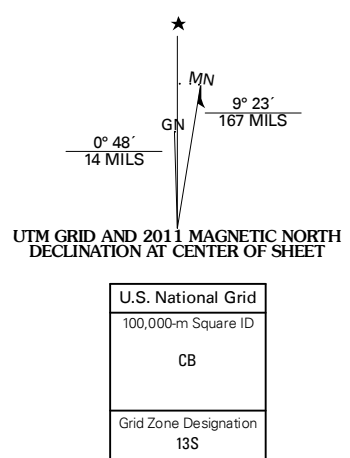 ★
MN
GN
9° 23´
167 MILS
0° 48´
14 MILS
UTM GRID AND 2011 MAGNETIC NORTH
DECLINATION AT CENTER OF SHEET
U.S. National Grid
100,000-m Square ID
CB
Grid Zone Designation
13S